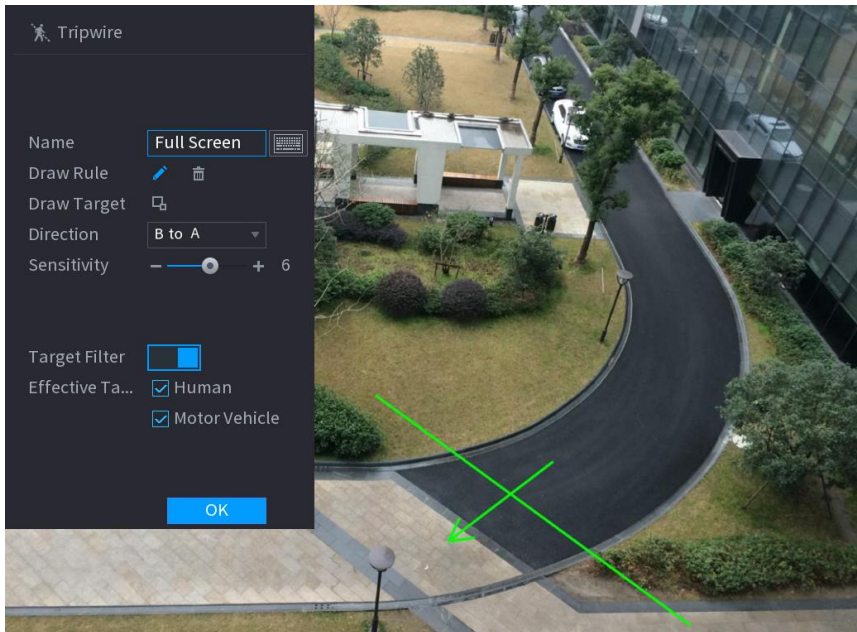 Tripwire
Name Full Screen
Draw Rule
Draw Target
Direction B to A
Sensitivity 6
Target Filter
Effective Ta...
Human
Motor Vehicle
OK